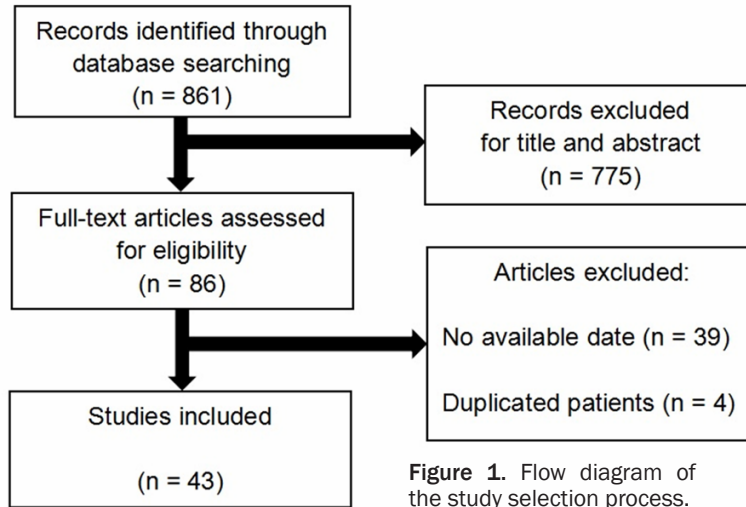 Records identified through
database searching
(n = 861)
Records excluded
for title and abstract
(n = 775)
Full-text articles assessed
for eligibility
(n = 86)
Articles excluded:
No available date (n = 39)
Duplicated patients (n = 4)
Studies included
(n = 43)
Figure 1. Flow diagram of
the study selection process.